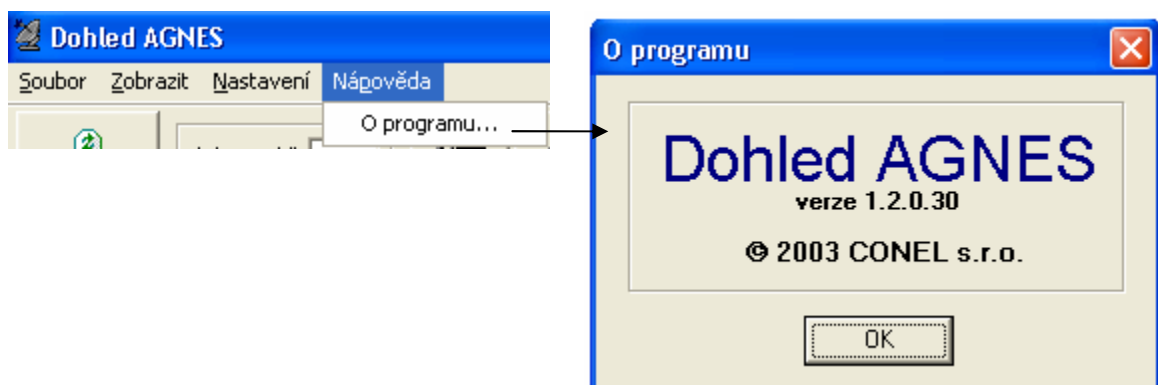 Dohled AGNES
Soubor Zobrazit Nastavení Nápověda
O programu...
O programu
Dohled AGNES
verze 1.2.0.30
© 2003 CONEL s.r.o.
OK